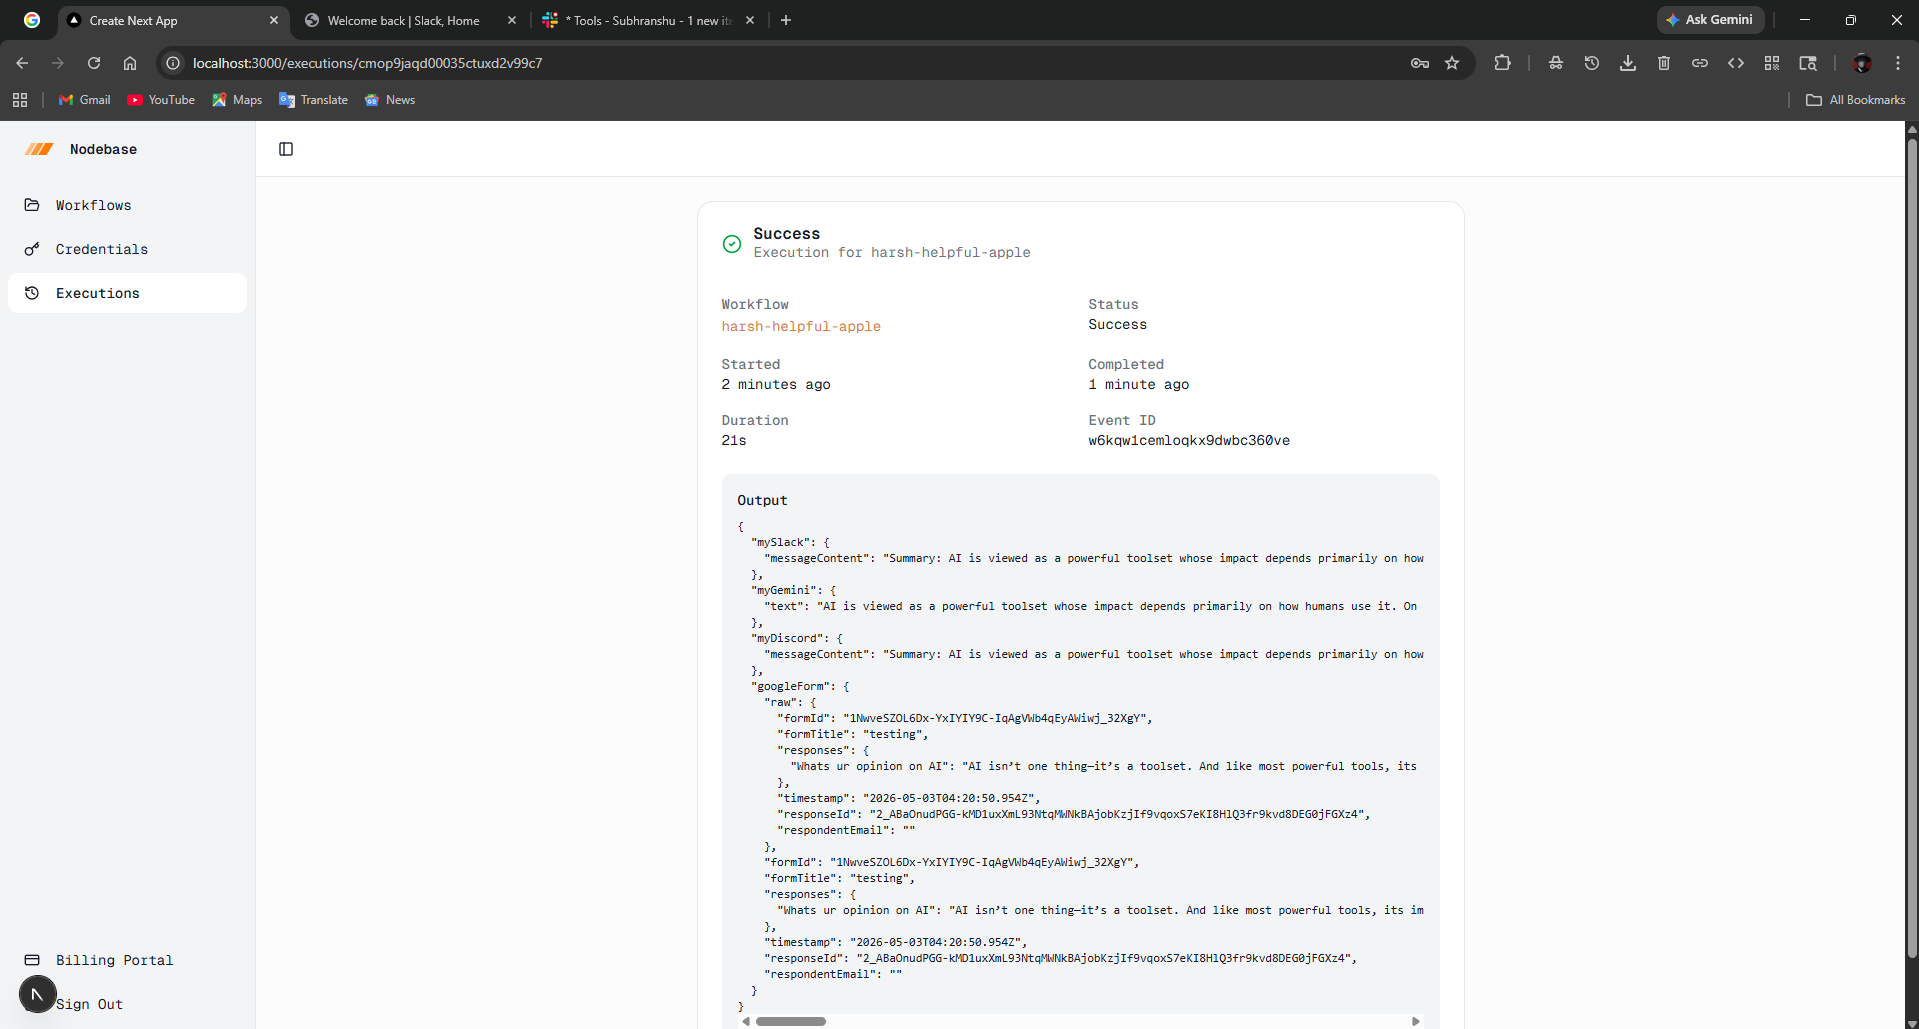 Create Next App
Welcome back | Slack, Home
* Tools - Subhranshu - 1 new ite
Ask Gemini
localhost:3000/executions/cmop9jaqd00035ctuxd2v99c7
Gmail
YouTube
Maps
Translate
News
All Bookmarks
Nodebase
Workflows
Credentials
Executions
Success
Execution for harsh-helpful-apple
Workflow
harsh-helpful-apple
Status
Success
Started
2 minutes ago
Completed
1 minute ago
Duration
21s
Event ID
w6kqw1cemloqkx9dwbc360ve
Output
{
"mySlack": {
"messageContent": "Summary: AI is viewed as a powerful toolset whose impact depends primarily on how
},
"myGemini": {
"text": "AI is viewed as a powerful toolset whose impact depends primarily on how humans use it. On
},
"myDiscord": {
"messageContent": "Summary: AI is viewed as a powerful toolset whose impact depends primarily on how
},
"googleForm": {
"raw": {
"formId": "1NwveSZOL6Dx-YxIYIY9C-IqAgVWb4qEyAWiwj_32XgY",
"formTitle": "testing",
"responses": {
"Whats ur opinion on AI": "AI isn’t one thing—it’s a toolset. And like most powerful tools, its
},
"timestamp": "2026-05-03T04:20:50.954Z",
"responseId": "2_ABaOnudPGG-kMD1uxXmL93NtqMWNkBAjobKzjIf9vqoxS7eKI8HlQ3fr9kvd8DEG0jFGXz4",
"respondentEmail": ""
},
"formId": "1NwveSZOL6Dx-YxIYIY9C-IqAgVWb4qEyAWiwj_32XgY",
"formTitle": "testing",
"responses": {
"Whats ur opinion on AI": "AI isn’t one thing—it’s a toolset. And like most powerful tools, its im
},
"timestamp": "2026-05-03T04:20:50.954Z",
"responseId": "2_ABaOnudPGG-kMD1uxXmL93NtqMWNkBAjobKzjIf9vqoxS7eKI8HlQ3fr9kvd8DEG0jFGXz4",
"respondentEmail": ""
}
}
Billing Portal
Sign Out